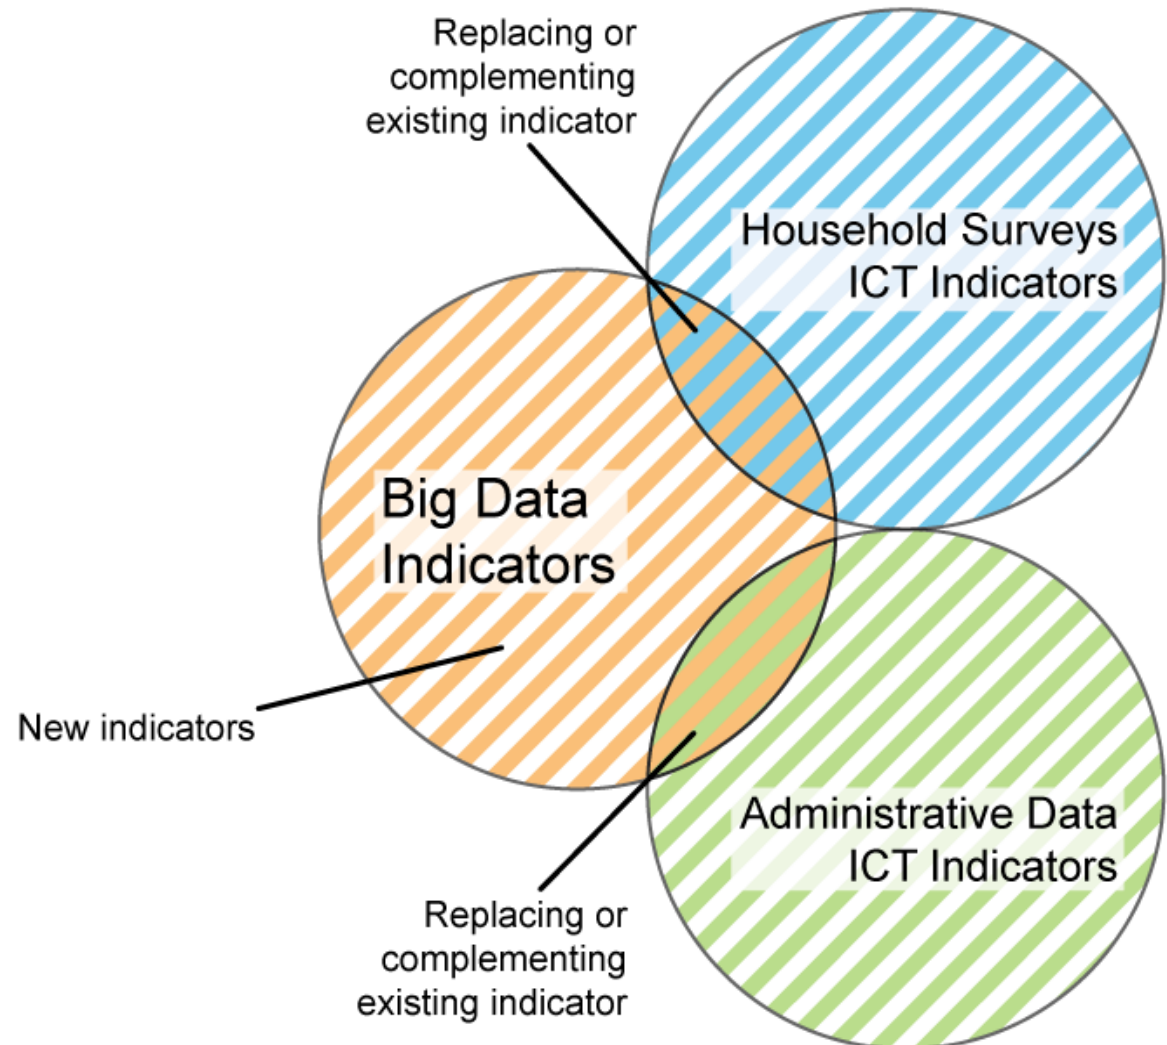 Replacing or
complementing
existing indicator
Household Surveys
ICT Indicators
Big Data
Indicators
New indicators
Administrative Data
ICT Indicators
Replacing or
complementing
existing indicator